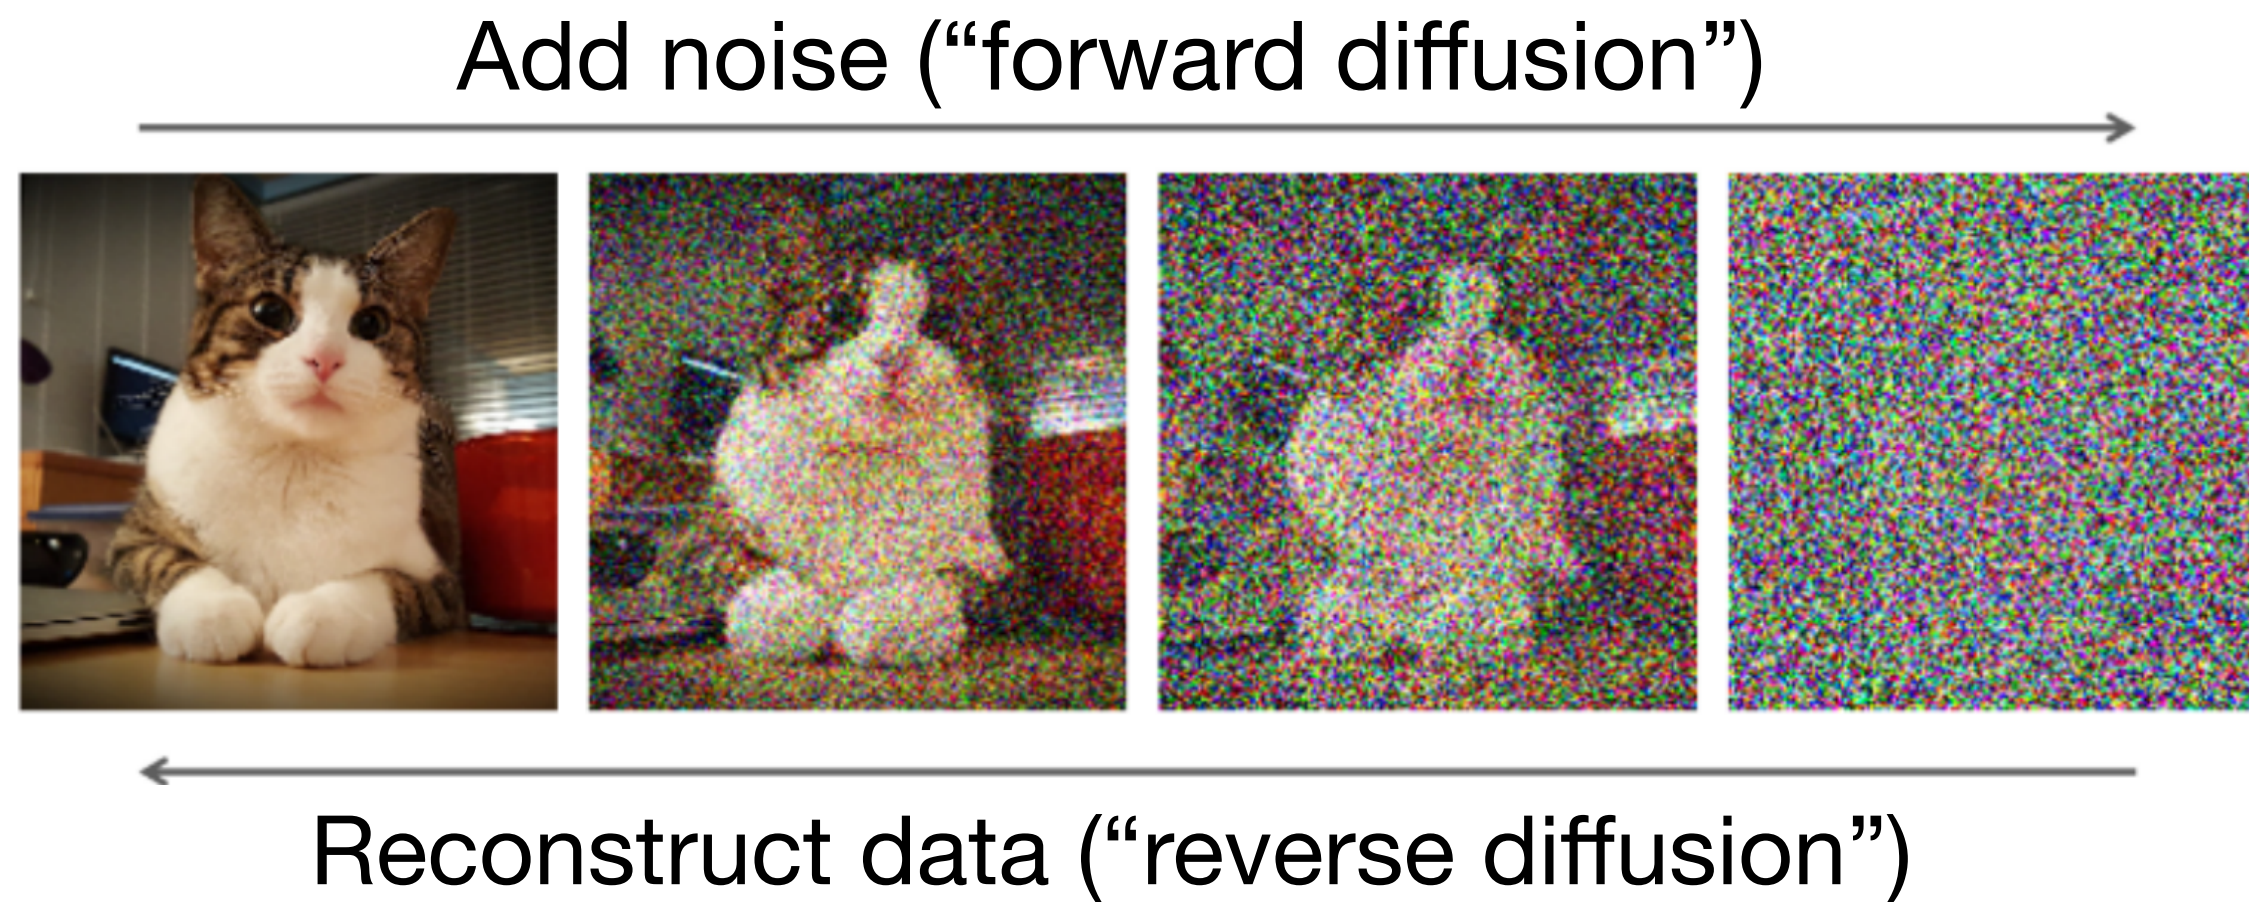 Add noise (“forward diffusion”)
Reconstruct data (“reverse diffusion”)